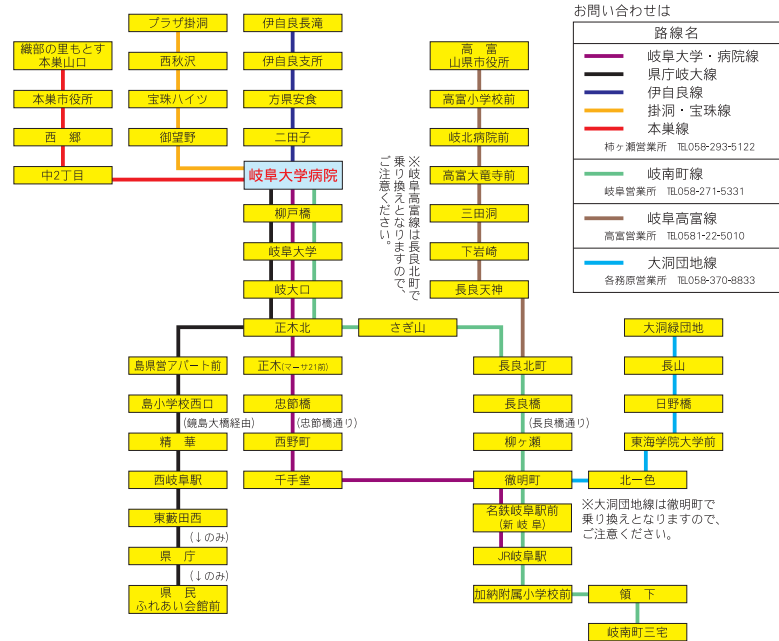 お問い合わせは
路線名
岐阜大学・病院線
県庁岐大線
伊自良線
掛洞・宝珠線
本巣線
柿ヶ瀬営業所 TEL058-293-5122
岐南町線
岐阜営業所 TEL058-271-5331
岐阜高富線
高富営業所 TEL0581-22-5010
大洞団地線
各務原営業所 TEL058-370-8833
織部の里もとす
本巣山口
本巣市役所
西 郷
中2丁目
プラザ掛洞
西秋沢
宝珠ハイツ
御望野
伊自良長滝
伊自良支所
方県安食
二田子
岐阜大学病院
柳戸橋
岐阜大学
岐大口
正木北
さぎ山
高 富
山県市役所
高富小学校前
岐北病院前
高富大竜寺前
三田洞
下岩崎
長良天神
※岐阜高富線は長良北町で
乗り換えとなりますので、
ご注意ください。
島県営アパート前
島小学校西口
(鏡島大橋経由)
精 華
西岐阜駅
東藪田西
(↓のみ)
県 庁
(↓のみ)
県 民
ふれあい会館前
正木(マーサ21前)
忠節橋
(忠節橋通り)
西野町
千手堂
長良北町
長良橋
(長良橋通り)
柳ヶ瀬
徹明町
名鉄岐阜駅前
(新 岐 阜)
JR岐阜駅
加納附属小学校前
領 下
岐南町三宅
大洞緑団地
長山
日野橋
東海学院大学前
北一色
※大洞団地線は徹明町で
乗り換えとなりますので、
ご注意ください。